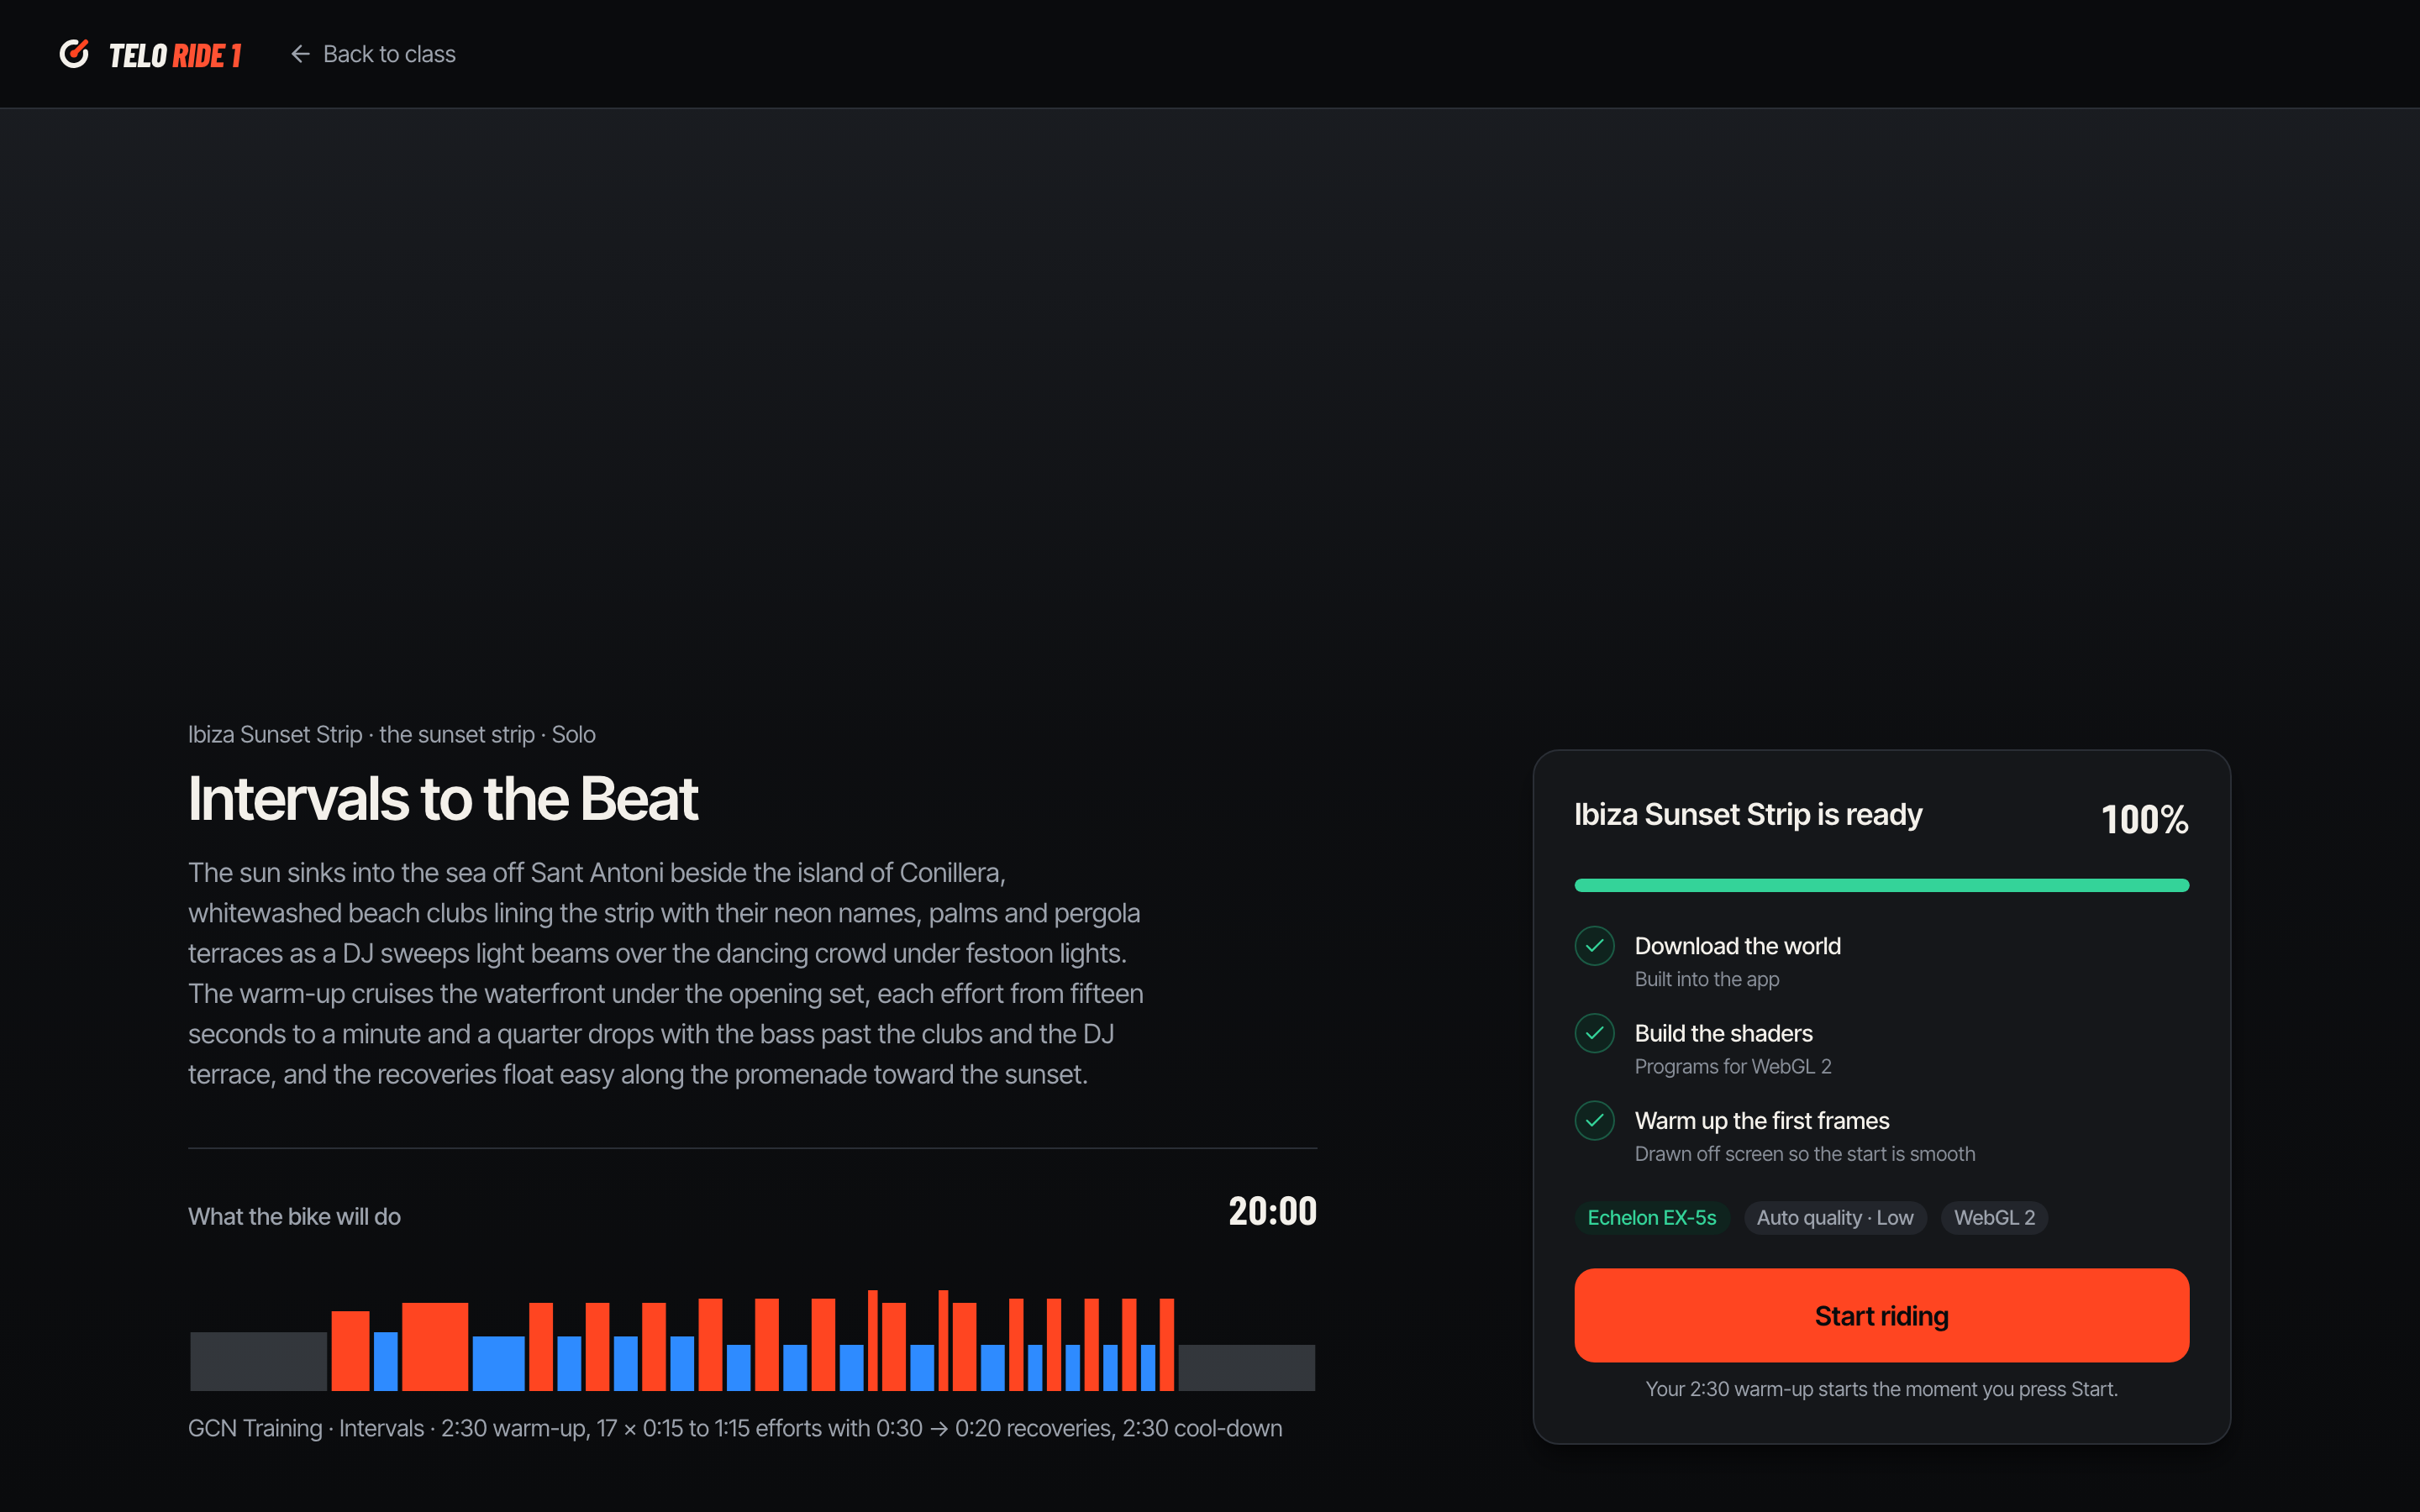 TELO RIDE 1
← Back to class
Ibiza Sunset Strip · the sunset strip · Solo
Intervals to the Beat
The sun sinks into the sea off Sant Antoni beside the island of Conillera,
whitewashed beach clubs lining the strip with their neon names, palms and pergola
terraces as a DJ sweeps light beams over the dancing crowd under festoon lights.
The warm-up cruises the waterfront under the opening set, each effort from fifteen
seconds to a minute and a quarter drops with the bass past the clubs and the DJ
terrace, and the recoveries float easy along the promenade toward the sunset.
What the bike will do
20:00
GCN Training · Intervals · 2:30 warm-up, 17 × 0:15 to 1:15 efforts with 0:30 → 0:20 recoveries, 2:30 cool-down
Ibiza Sunset Strip is ready
100%
Download the world
Built into the app
Build the shaders
Programs for WebGL 2
Warm up the first frames
Drawn off screen so the start is smooth
Echelon EX-5s
Auto quality · Low
WebGL 2
Start riding
Your 2:30 warm-up starts the moment you press Start.